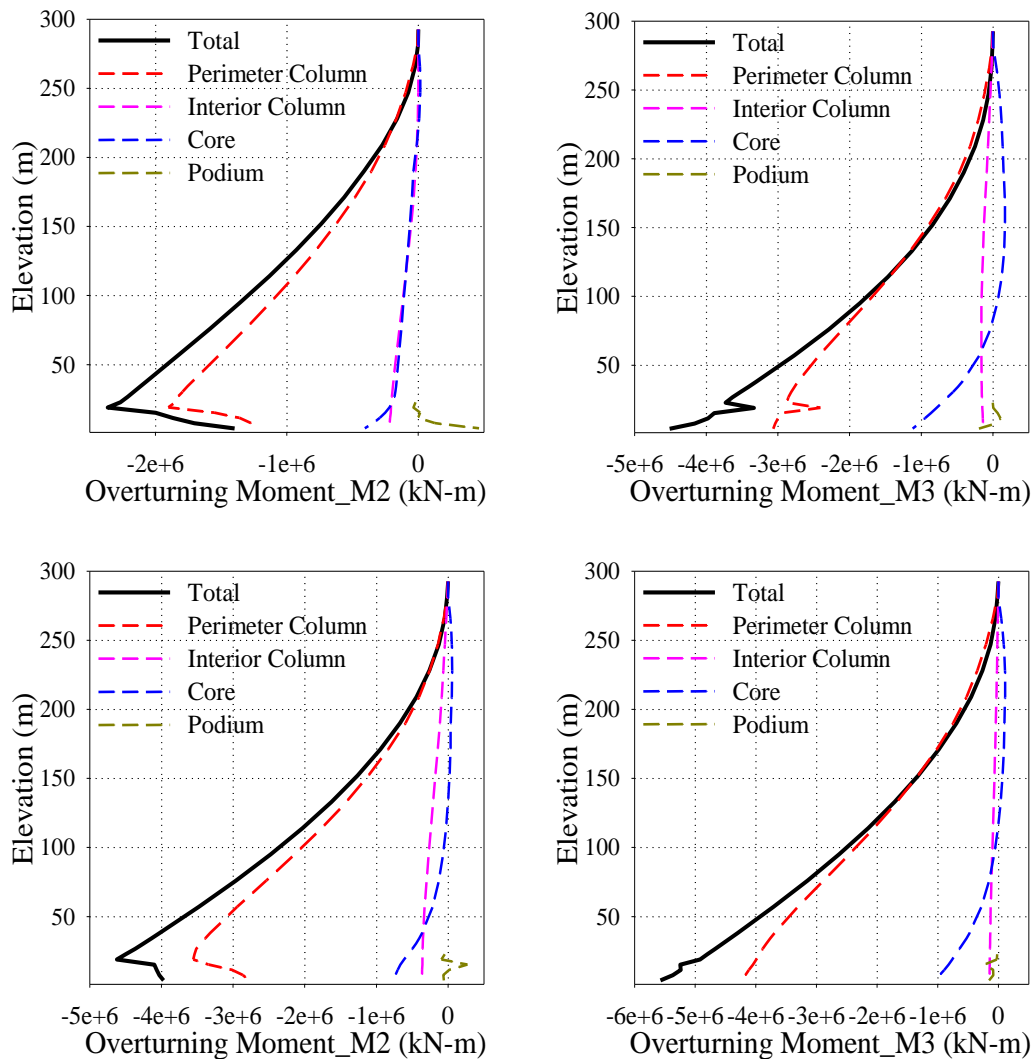 300
Total
Perimeter Column
250
Interior Column
Core
200
Podium
150
100
50
Elevation (m)
-2e+6 -1e+6 0
Overturning Moment_M2 (kN-m)
300
Total
Perimeter Column
250
Interior Column
Core
200
Podium
150
100
50
Elevation (m)
-5e+6 -4e+6 -3e+6 -2e+6 -1e+6 0
Overturning Moment_M3 (kN-m)
300
Total
Perimeter Column
250
Interior Column
Core
200
Podium
150
100
50
Elevation (m)
-5e+6 -4e+6 -3e+6 -2e+6 -1e+6 0
Overturning Moment_M2 (kN-m)
300
Total
Perimeter Column
250
Interior Column
Core
200
Podium
150
100
50
Elevation (m)
-6e+6 -5e+6 -4e+6 -3e+6 -2e+6 -1e+6 0
Overturning Moment_M3 (kN-m)